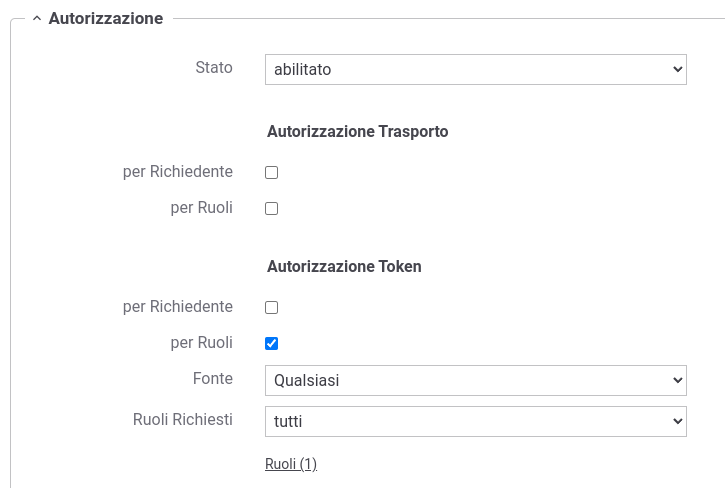 Autorizzazione
Stato abilitato
Autorizzazione Trasporto
per Richiedente
per Ruoli
Autorizzazione Token
per Richiedente
per Ruoli
Fonte Qualsiasi
Ruoli Richiesti tutti
Ruoli (1)